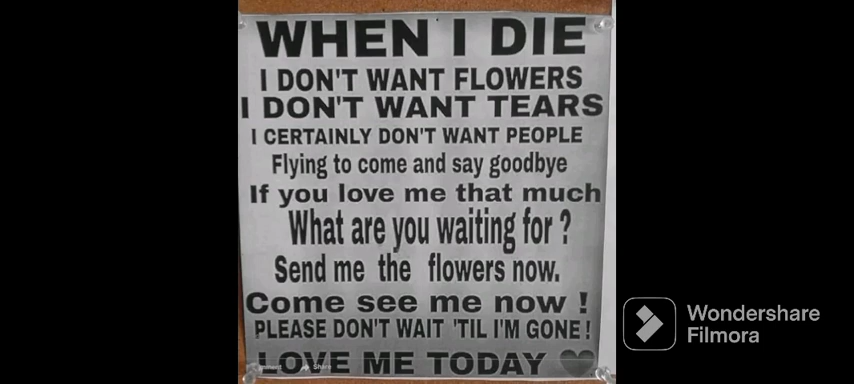 WHEN I DIE
I DON'T WANT FLOWERS
I DON'T WANT TEARS
I CERTAINLY DON'T WANT PEOPLE
Flying to come and say goodbye
If you love me that much
What are you waiting for ?
Send me the flowers now.
Come see me now !
PLEASE DON'T WAIT 'TIL I'M GONE !
LOVE ME TODAY
Share
Wondershare
Filmora